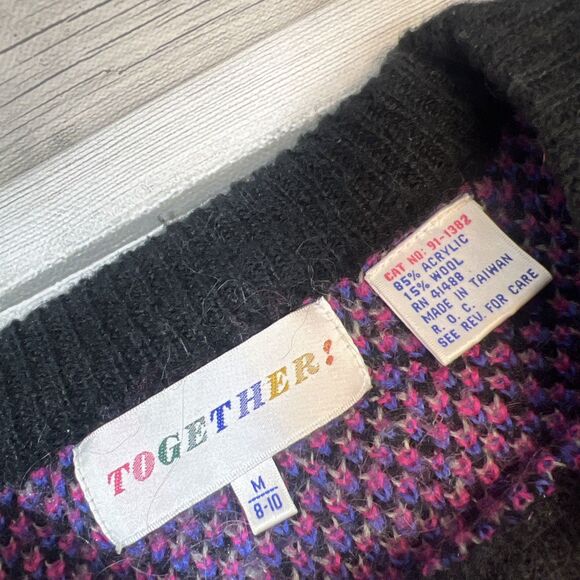 TOGETHER!
M
8-10
CAT NO: 91-1382
85% ACRYLIC
15% WOOL
RN 41488
MADE IN TAIWAN
R. O. C.
SEE REV. FOR CARE